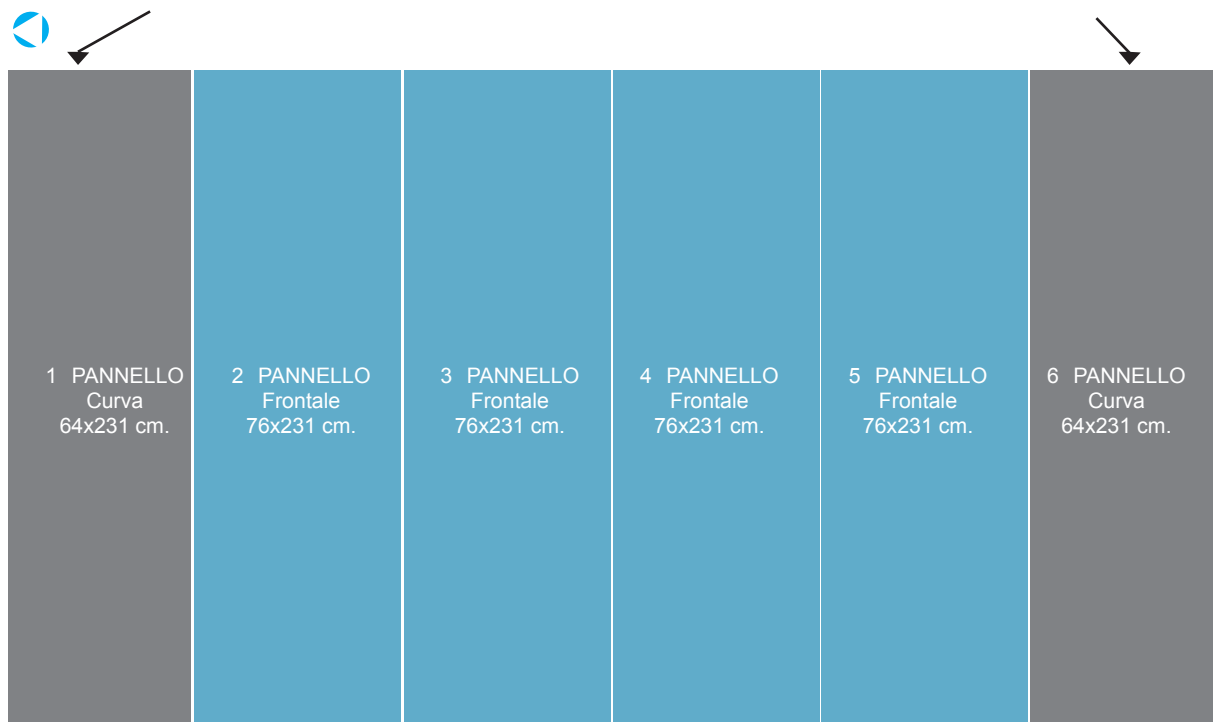 1 PANNELLO
Curva
64x231 cm.
2 PANNELLO
Frontale
76x231 cm.
3 PANNELLO
Frontale
76x231 cm.
4 PANNELLO
Frontale
76x231 cm.
5 PANNELLO
Frontale
76x231 cm.
6 PANNELLO
Curva
64x231 cm.